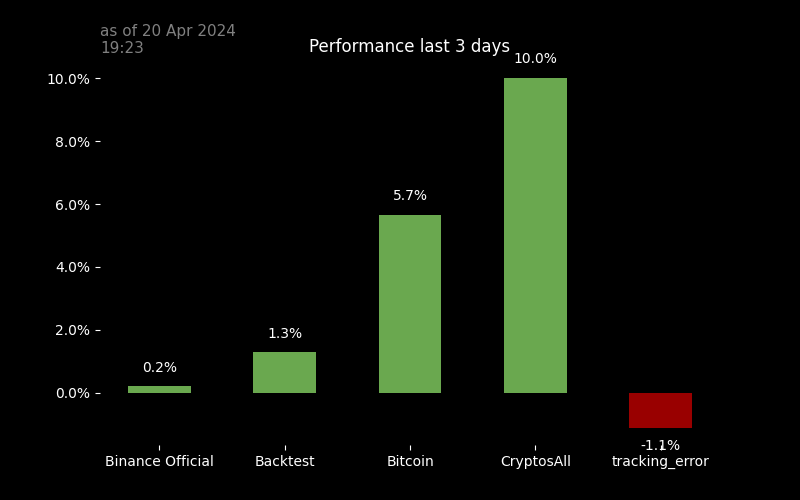 as of 20 Apr 2024
19:23
Performance last 3 days
10.0%
10.0%
8.0%
5.7%
6.0%
4.0%
1.3%
2.0%
0.2%
0.0%
-1.1%
Binance Official
Backtest
Bitcoin
CryptosAll
tracking_error